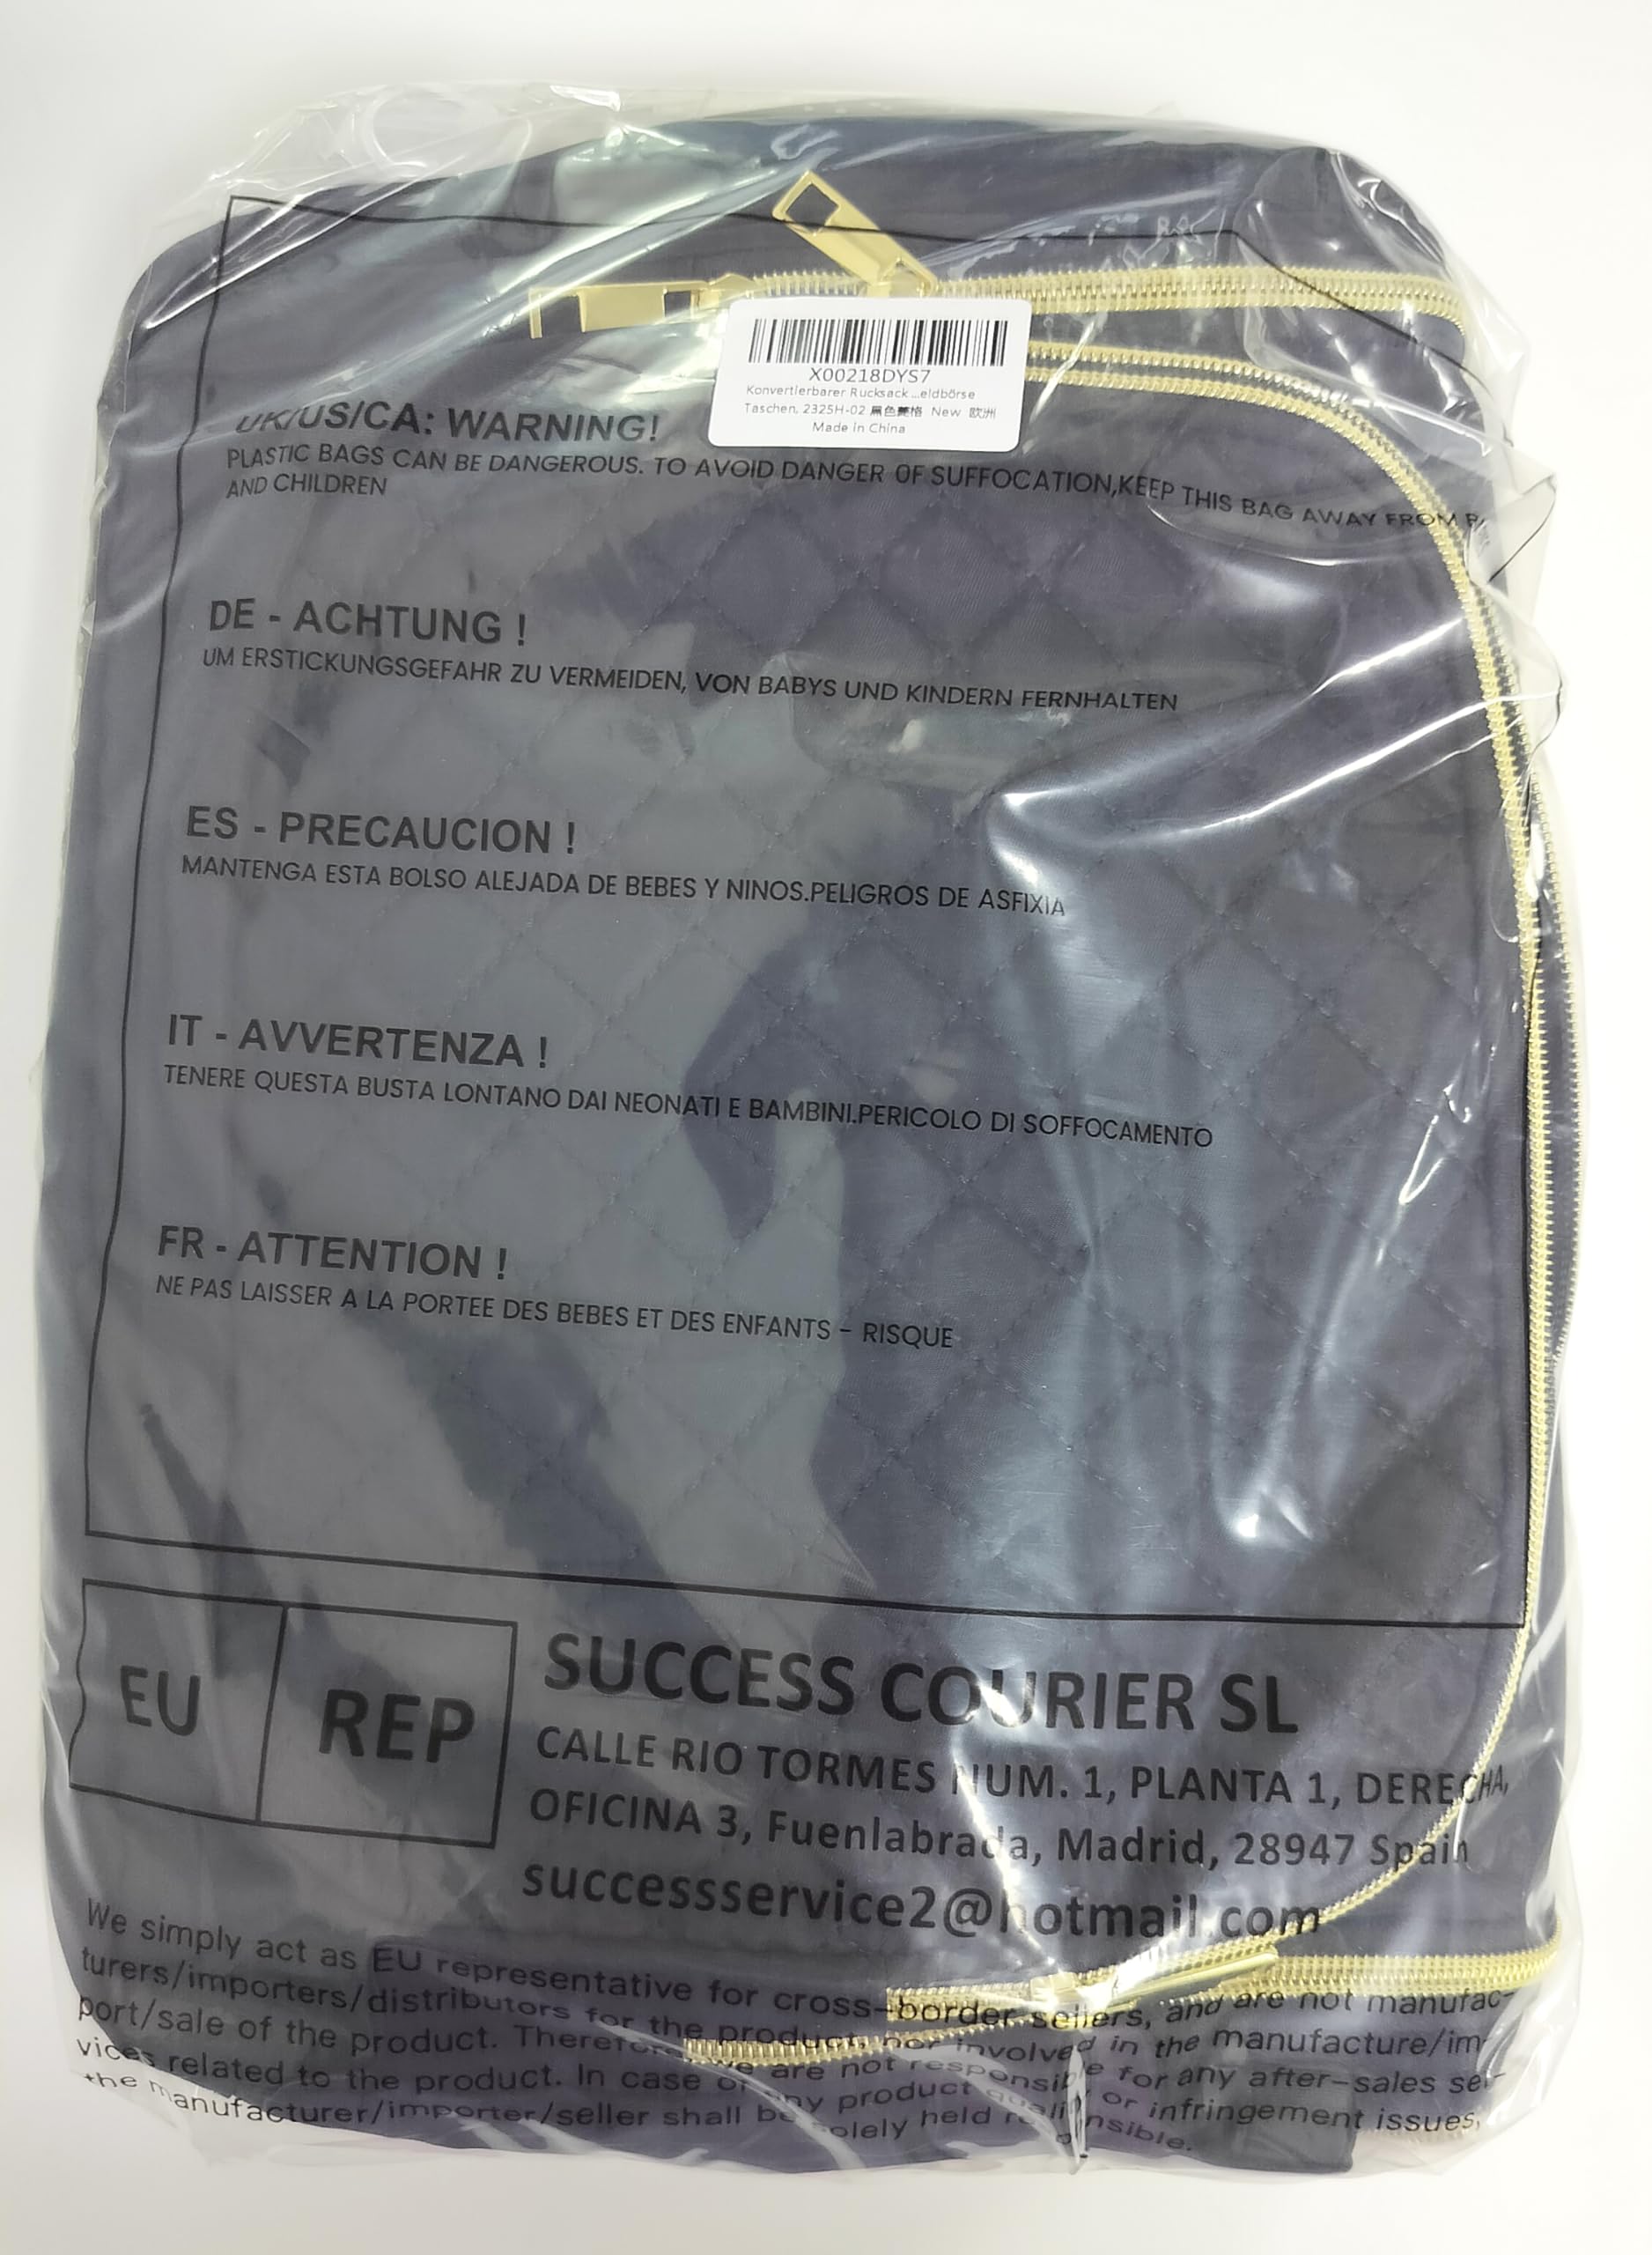 X00218DYS7
Konvertierbarer Rucksack ...eldbörse
Taschen, 2325H-02 黑色菱格 New 欧洲
Made in China
UK/US/CA: WARNING!
PLASTIC BAGS CAN BE DANGEROUS. TO AVOID DANGER OF SUFFOCATION,KEEP THIS BAG AWAY FROM
AND CHILDREN
DE - ACHTUNG !
UM ERSTICKUNGSGEFAHR ZU VERMEIDEN, VON BABYS UND KINDERN FERNHALTEN
ES - PRECAUCION !
MANTENGA ESTA BOLSO ALEJADA DE BEBES Y NINOS.PELIGROS DE ASFIXIA
IT - AVVERTENZA !
TENERE QUESTA BUSTA LONTANO DAI NEONATI E BAMBINI.PERICOLO DI SOFFOCAMENTO
FR - ATTENTION !
NE PAS LAISSER A LA PORTEE DES BEBES ET DES ENFANTS - RISQUE
EU REP
SUCCESS COURIER SL
CALLE RIO TORMES NUM. 1, PLANTA 1, DERECHA,
OFICINA 3, Fuenlabrada, Madrid, 28947 Spain
successservice2@hotmail.com
We simply act as EU representative for cross-border sellers, and are not manufac-
turers/importers/distributors for the product, nor involved in the manufacture/im-
port/sale of the product. Therefore, we are not responsible for any after-sales ser-
vices related to the product. In case of any product quality or infringement issues,
the manufacturer/importer/seller shall be solely held responsible.